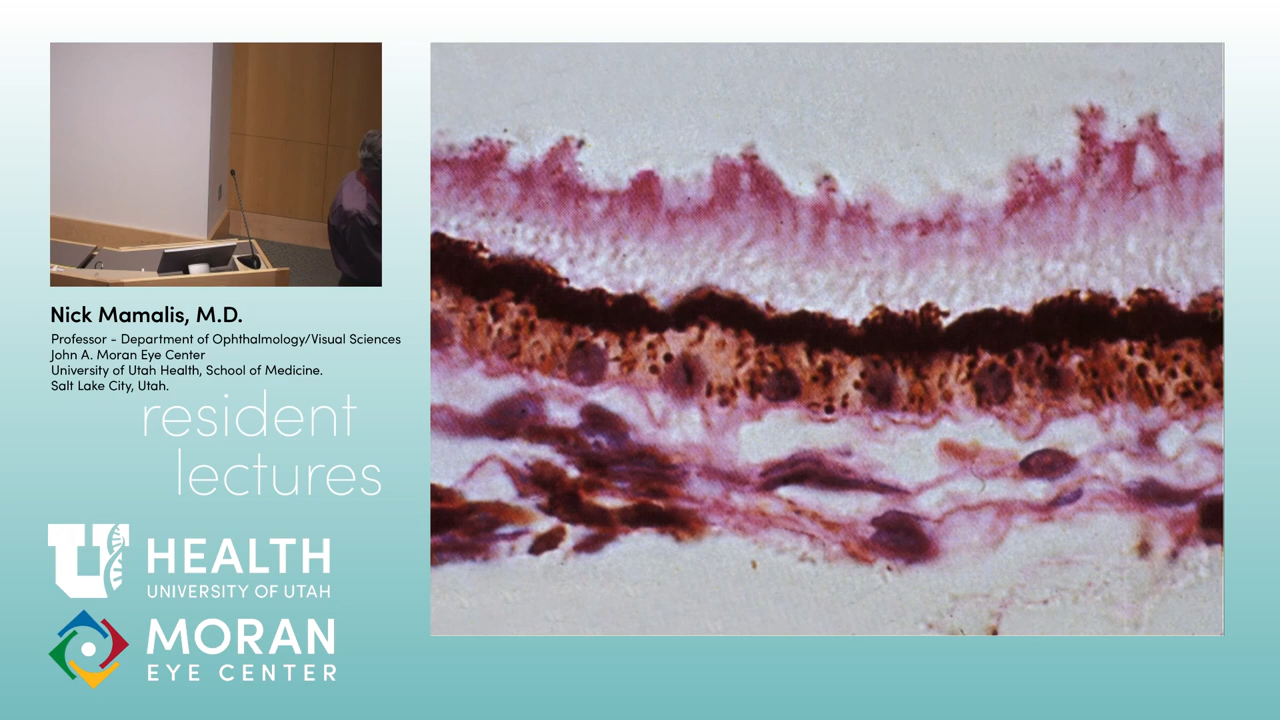 Nick Mamalis, M.D.
Professor - Department of Ophthalmology/Visual Sciences
John A. Moran Eye Center
University of Utah Health, School of Medicine.
Salt Lake City, Utah.
resident
lectures
U HEALTH
UNIVERSITY OF UTAH
MORAN
EYE CENTER